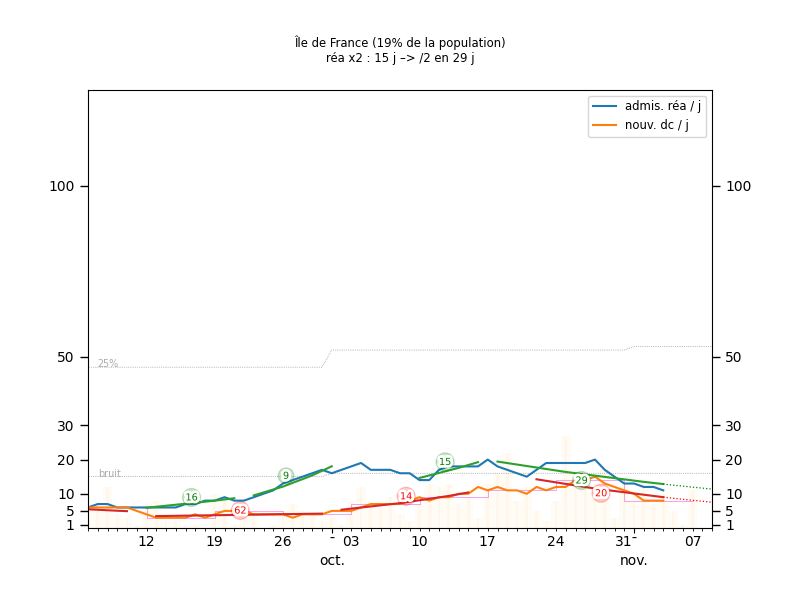 Île de France (19% de la population)
réa x2 : 15 j –> /2 en 29 j
admis. réa / j
nouv. dc / j
100 100
25%
50 50
30 30
20 20
bruit
9
15
-29
16
14
20
62
10 10
5 5
1 1
12 19 26 - 03 10 17 24 31 - 07
oct. nov.